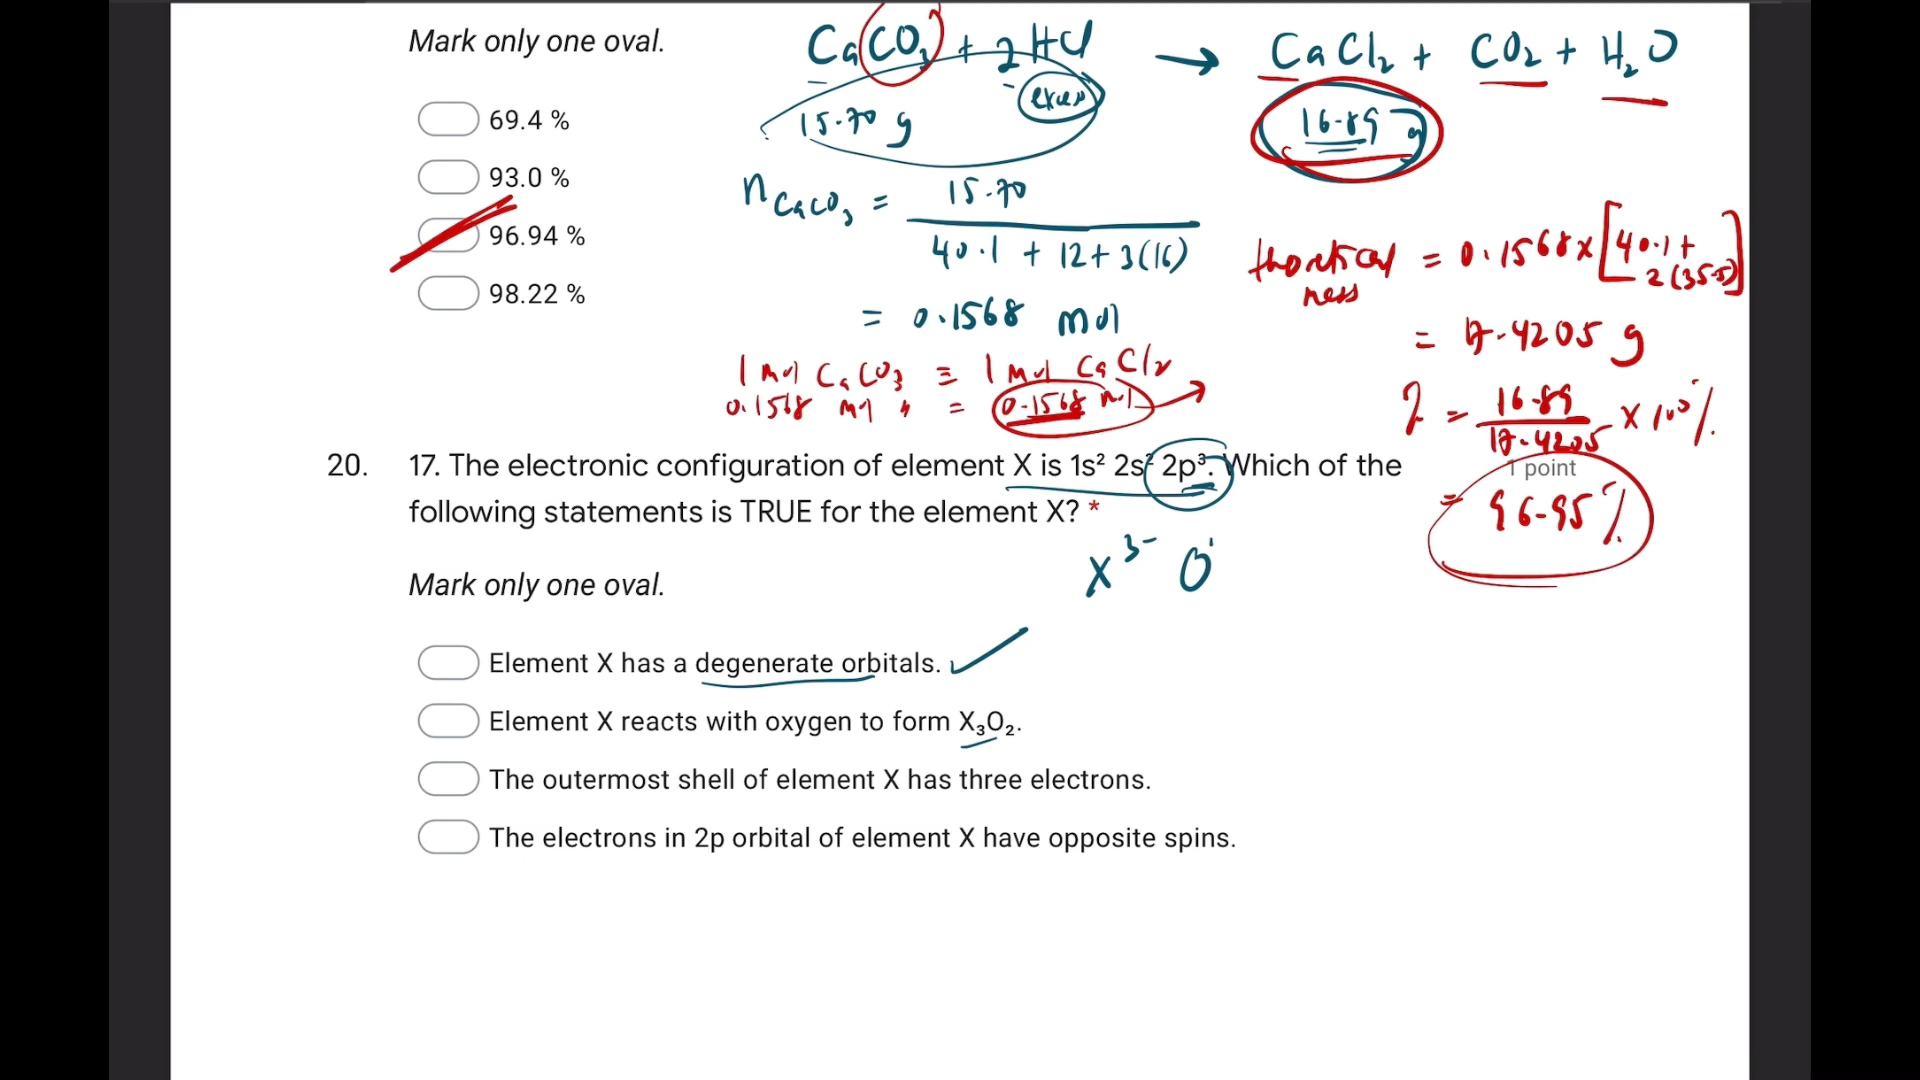 Mark only one oval.
CaCO₃ + 2HCl → CaCl₂ + CO₂ + H₂O
15.70 g
excess
16.89 g
69.4 %
93.0 %
96.94 %
98.22 %
n CaCO₃ = 15.70
40.1 + 12 + 3(16)
= 0.1568 mol
1 mol CaCO₃ ≡ 1 mol CaCl₂
0.1568 mol " = 0.1568 mol
= 0.1568 x [40.1 + 2(35.5)]
= 17.4205 g
= 16.89
17.4205
x 100%
= 96.95%
20. 17. The electronic configuration of element X is 1s² 2s² 2p³. Which of the
following statements is TRUE for the element X? *
1 point
X³⁻ O
Mark only one oval.
Element X has a degenerate orbitals. ✓
Element X reacts with oxygen to form X₃O₂.
The outermost shell of element X has three electrons.
The electrons in 2p orbital of element X have opposite spins.